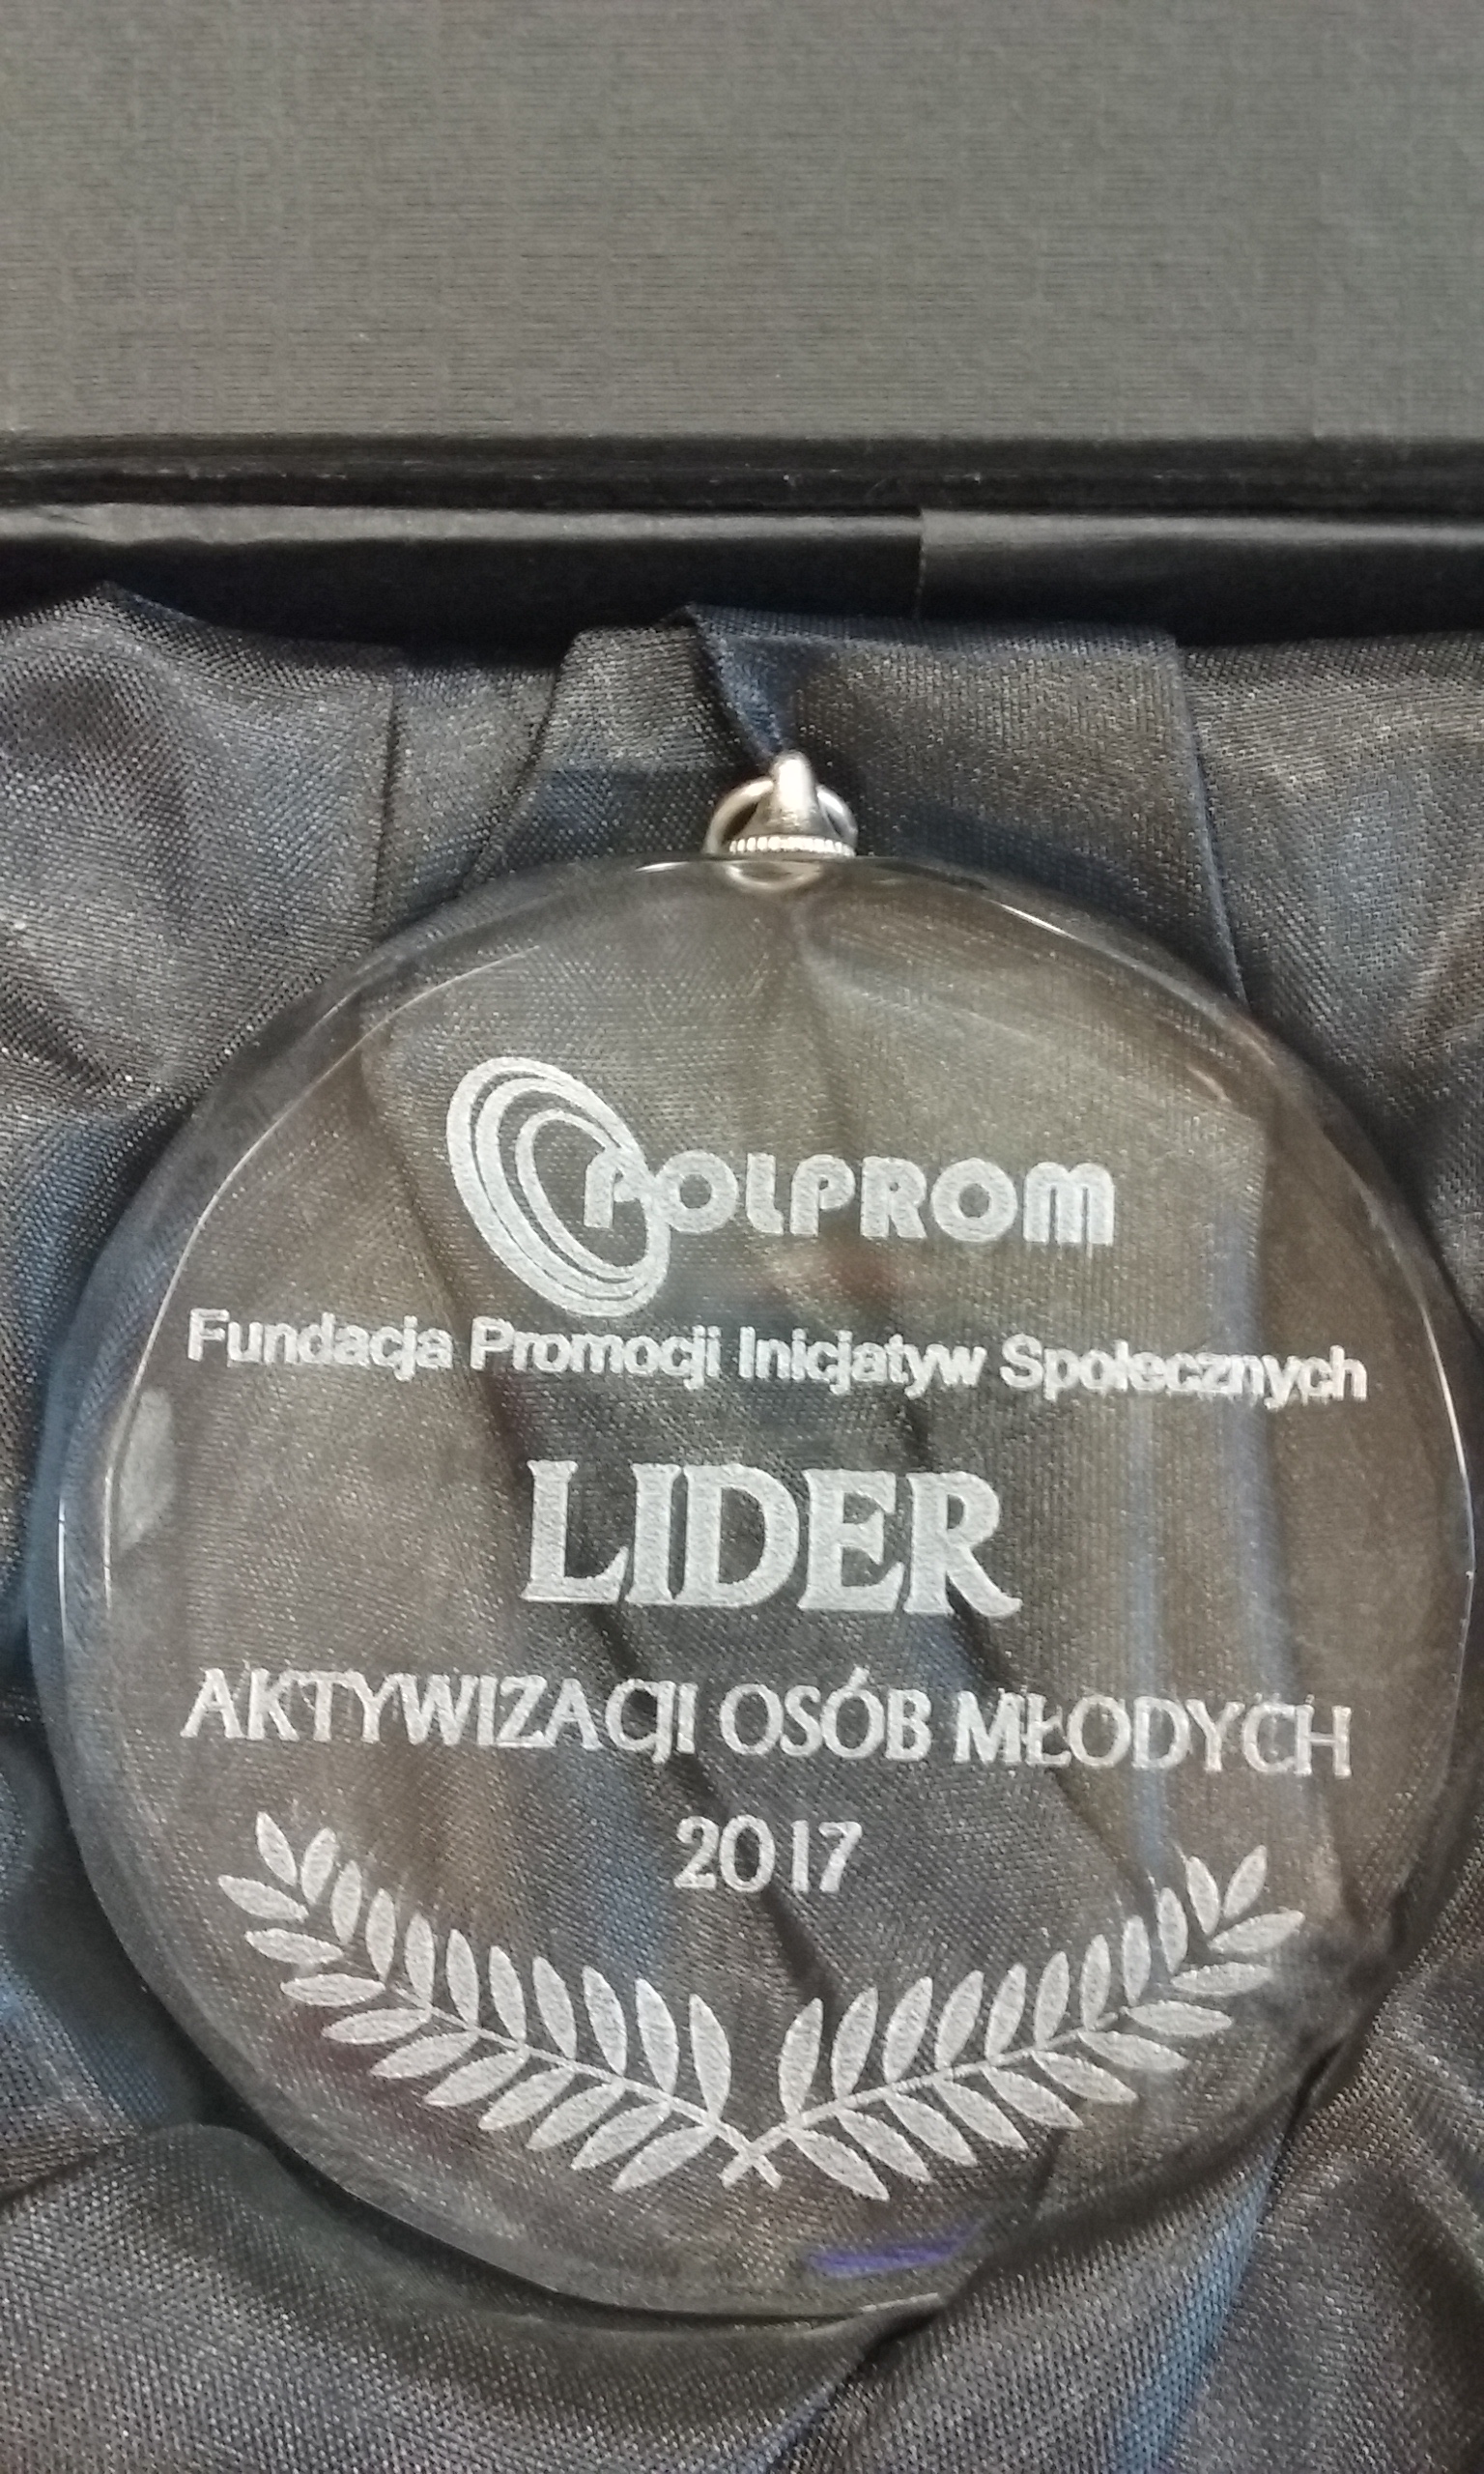 POLPROM
Fundacja Promocji Inicjatyw Społecznych
LIDER
AKTYWIZACJI OSÓB MŁODYCH
2017